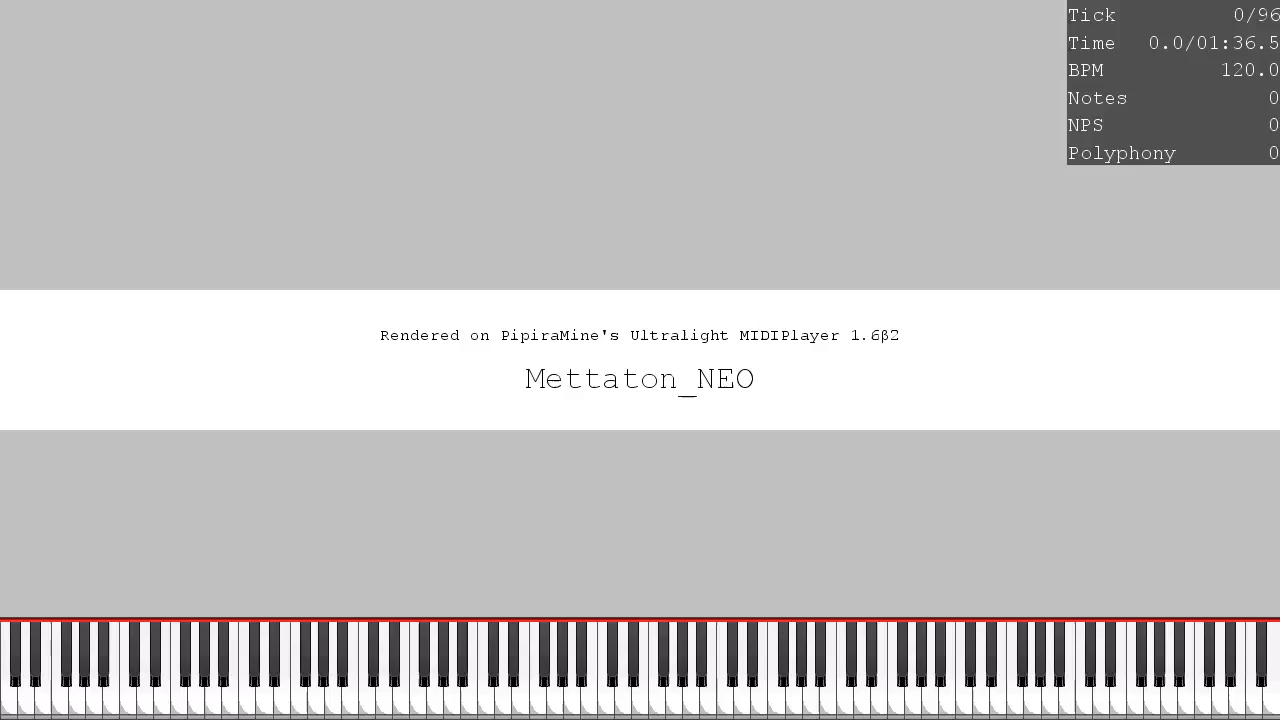 Tick 0/96
Time 0.0/01:36.5
BPM 120.0
Notes 0
NPS 0
Polyphony 0
Rendered on PipiraMine's Ultralight MIDIPlayer 1.6β2
Mettaton_NEO